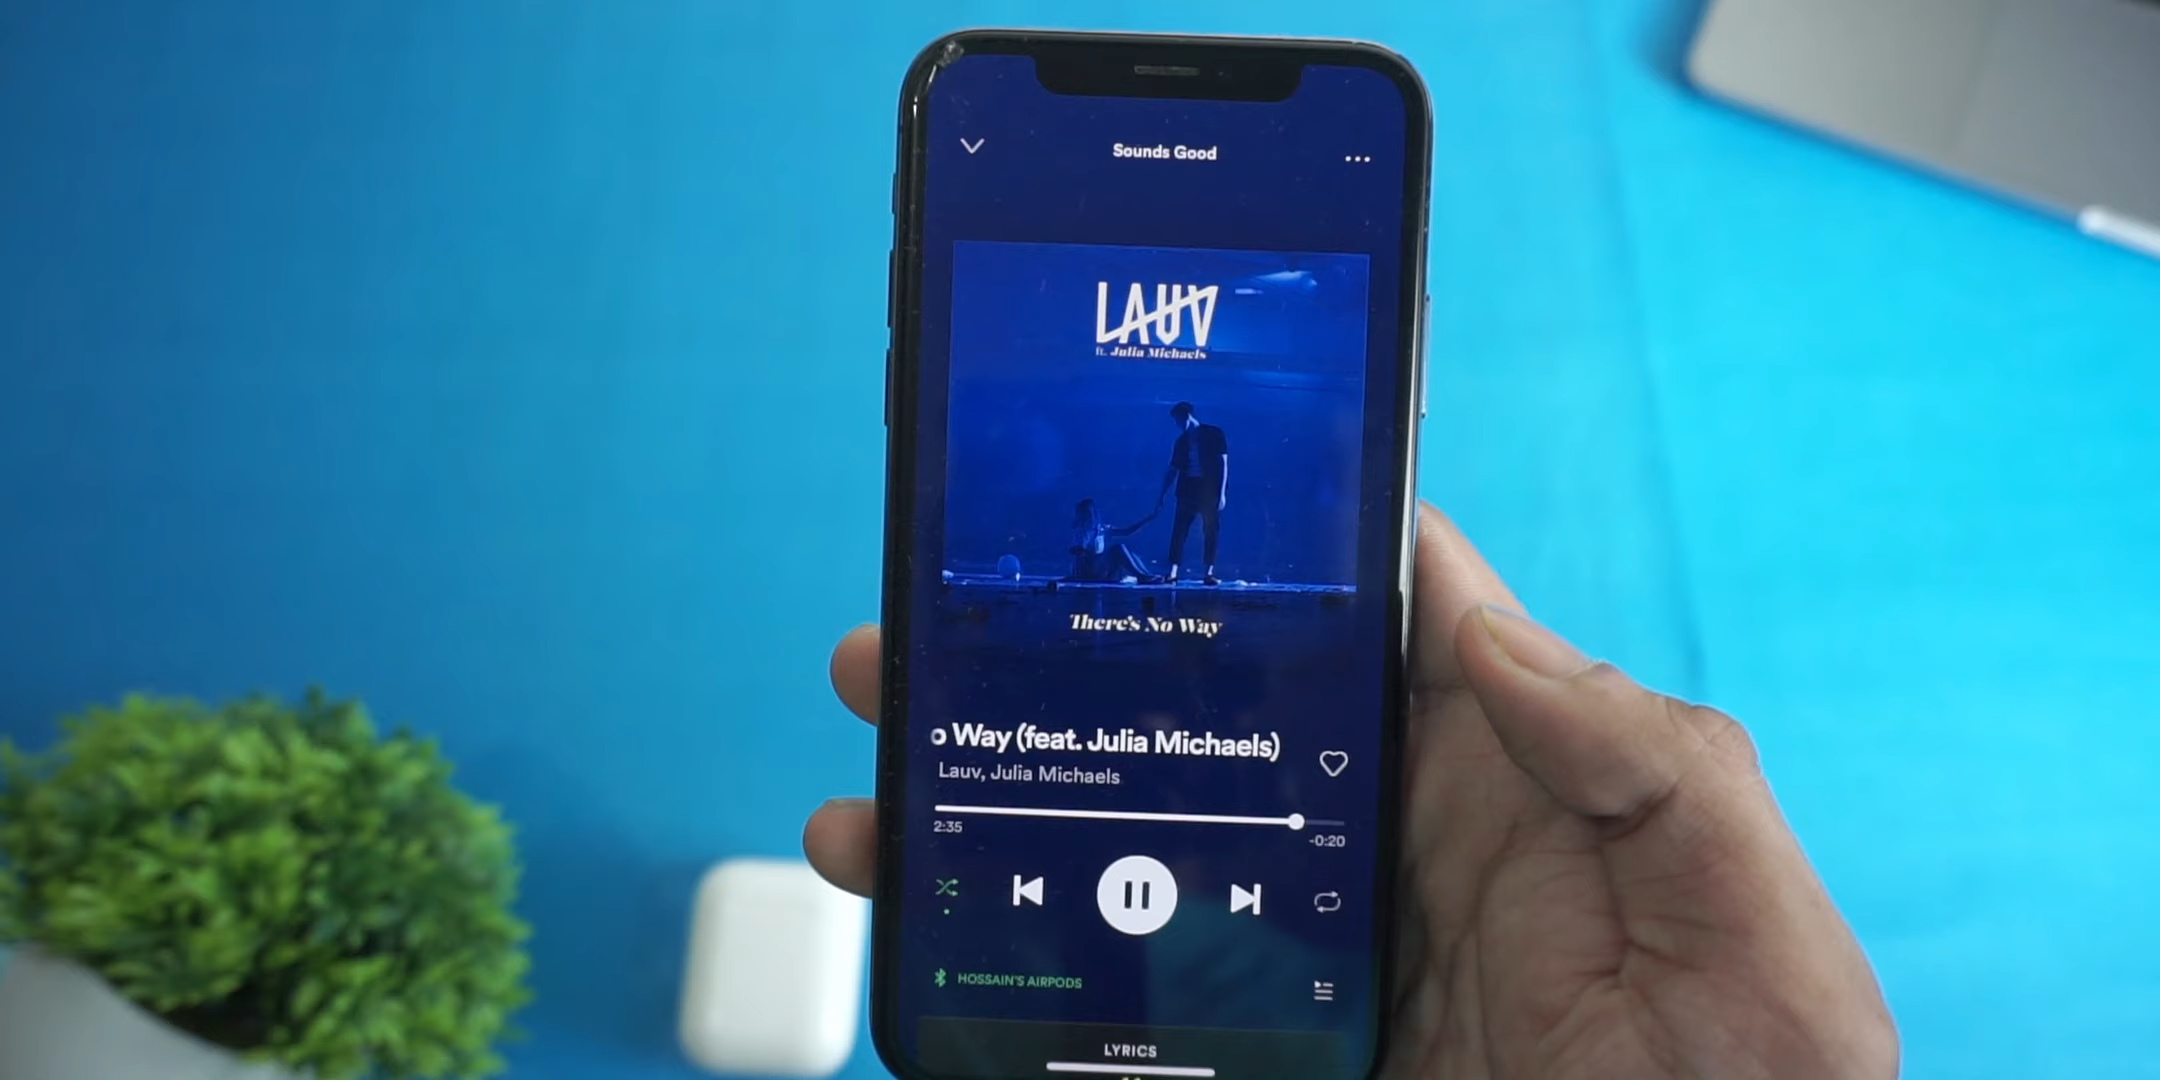 Sounds Good
LAUV
ft. Julia Michaels
There's No Way
o Way (feat. Julia Michaels)
Lauv, Julia Michaels
2:35
-0:20
HOSSAIN'S AIRPODS
LYRICS